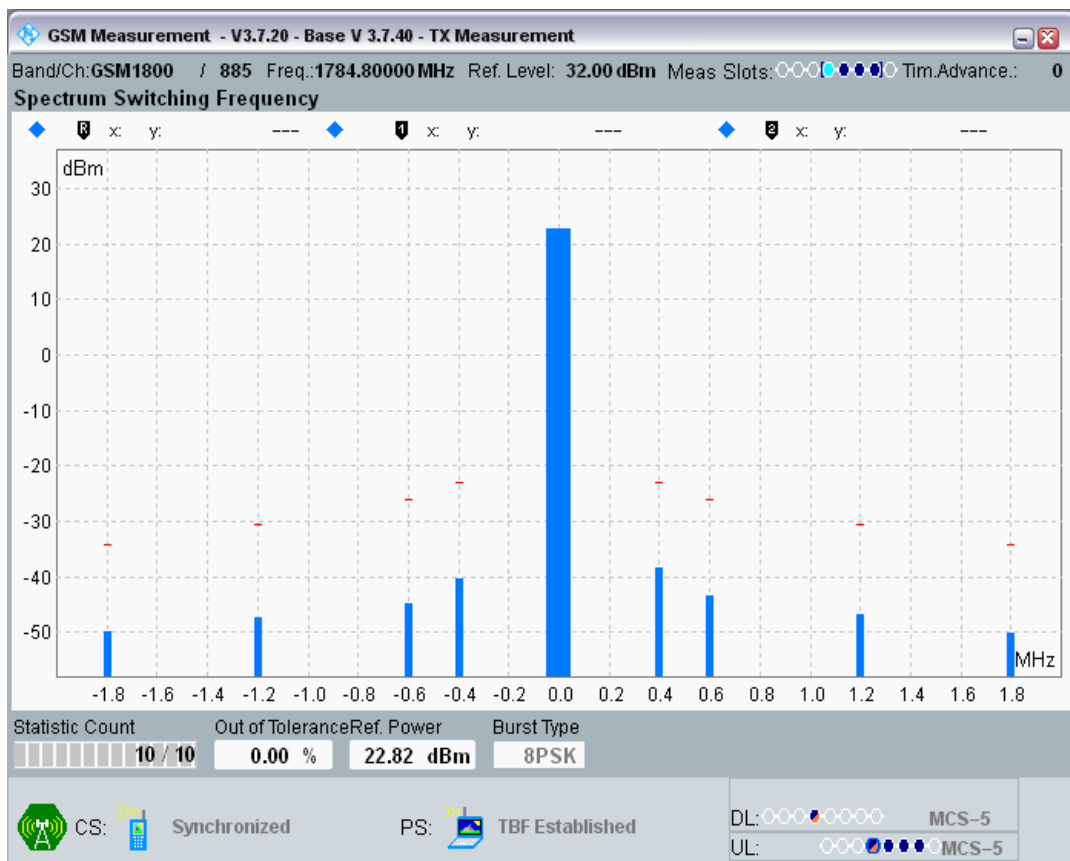 GSM Measurement - V3.7.20 - Base V 3.7.40 - TX Measurement
Band/Ch:GSM1800 / 885 Freq.:1784.80000 MHz Ref. Level: 32.00 dBm Meas Slots: Tim.Advance.: 0
Spectrum Switching Frequency
R x: y: --- 1 x: y: --- 2 x: y: ---
dBm
30
20
10
0
-10
-20
-30
-40
-50
MHz
-1.8 -1.6 -1.4 -1.2 -1.0 -0.8 -0.6 -0.4 -0.2 0.0 0.2 0.4 0.6 0.8 1.0 1.2 1.4 1.6 1.8
Statistic Count Out of Tolerance Ref. Power Burst Type
10 / 10 0.00 % 22.82 dBm 8PSK
CS: Synchronized PS: TBF Established
DL: MCS-5
UL: MCS-5